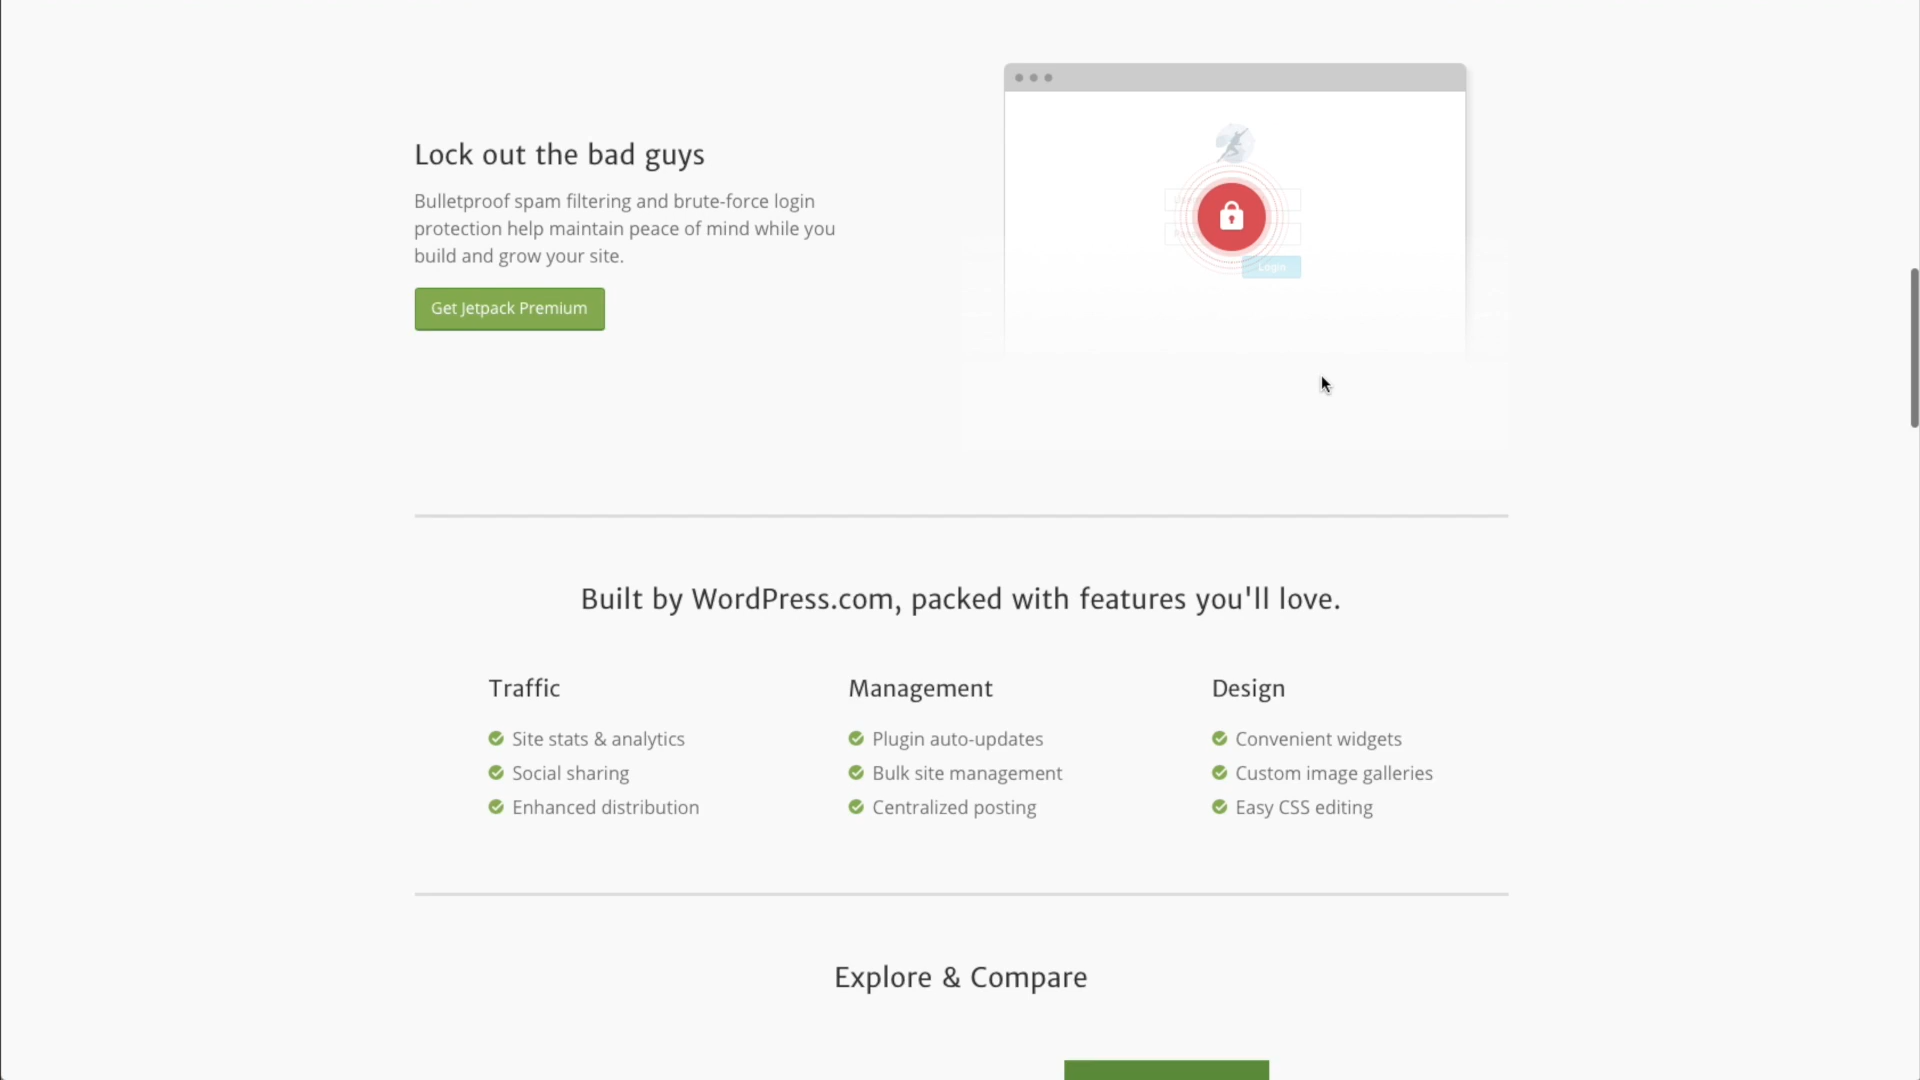 Lock out the bad guys
Bulletproof spam filtering and brute-force login
protection help maintain peace of mind while you
build and grow your site.
Get Jetpack Premium
Login
Built by WordPress.com, packed with features you'll love.
Traffic
Site stats & analytics
Social sharing
Enhanced distribution
Management
Plugin auto-updates
Bulk site management
Centralized posting
Design
Convenient widgets
Custom image galleries
Easy CSS editing
Explore & Compare